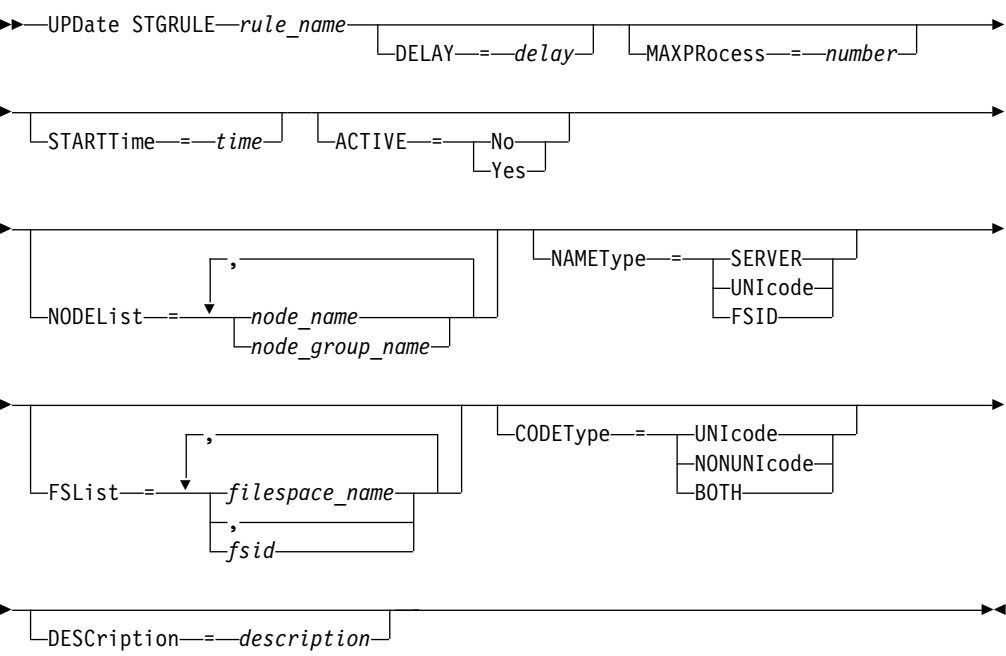 UPDate STGRULE rule_name
DELAY = delay
MAXPRocess = number
STARTTime = time
ACTIVE = No
Yes
NODEList = node_name
,
node_group_name
NAMEType = SERVER
UNIcode
FSID
FSList = filespace_name
,
,
fsid
CODEType = UNIcode
NONUNIcode
BOTH
DESCription = description